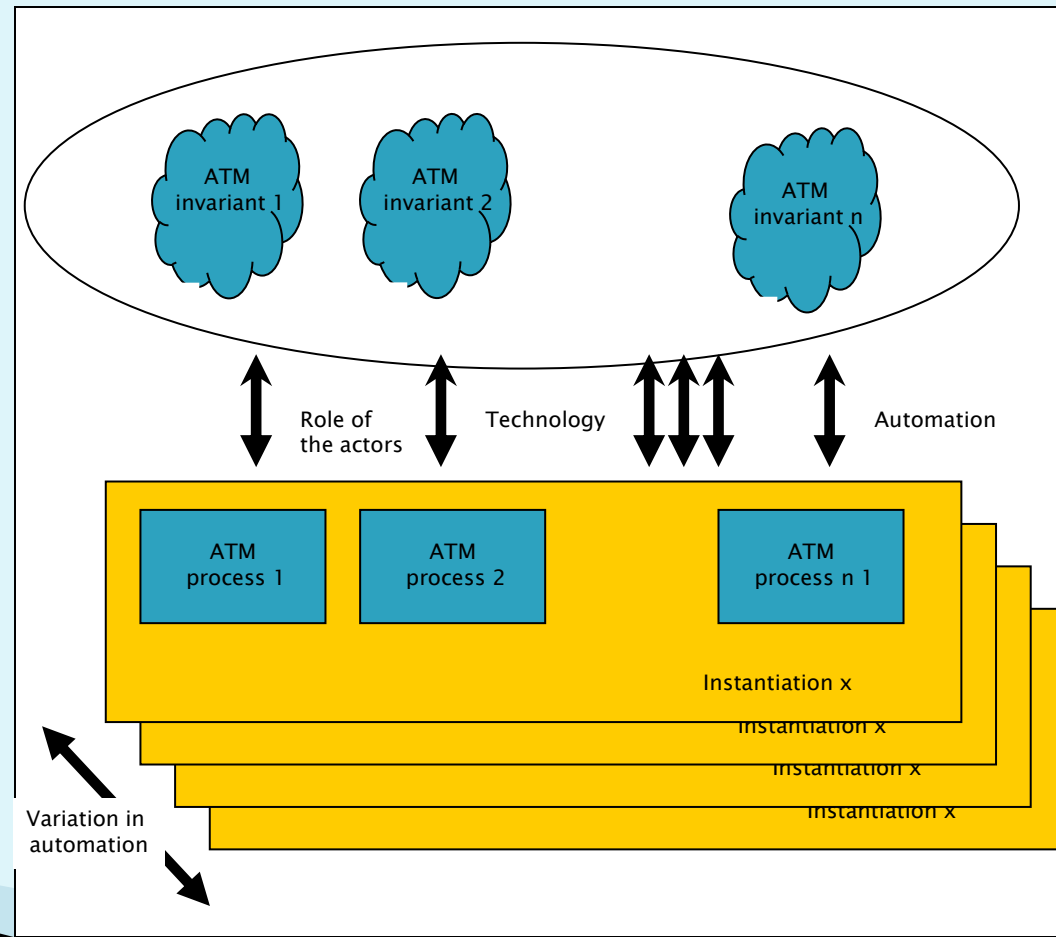 ATM
invariant 1
ATM
invariant 2
ATM
invariant n
Role of
the actors
Technology
Automation
ATM
process 1
ATM
process 2
ATM
process n 1
Instantiation x
Instantiation x
Instantiation x
Instantiation x
Variation in
automation